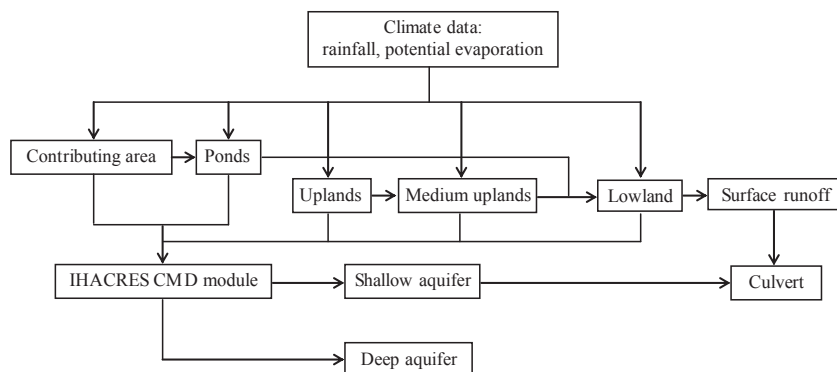 Climate data:
rainfall, potential evaporation
Contributing area
Ponds
Uplands
Medium uplands
Lowland
Surface runoff
IHACRES CMD module
Shallow aquifer
Culvert
Deep aquifer